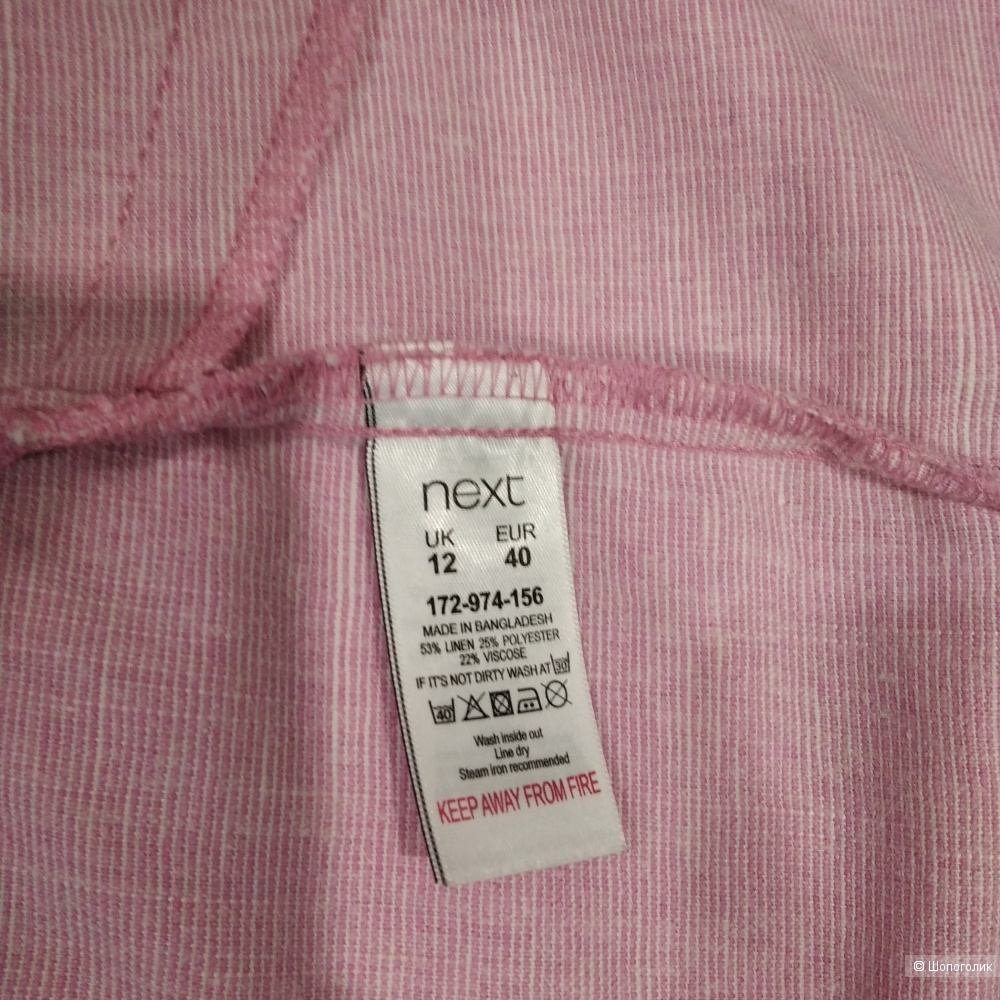 next
UK EUR
12 40
172-974-156
MADE IN BANGLADESH
53% LINEN 25% POLYESTER
22% VISCOSE
IF IT'S NOT DIRTY WASH AT 30
40
Wash inside out
Line dry
Steam iron recommended
KEEP AWAY FROM FIRE
© Шопоголик